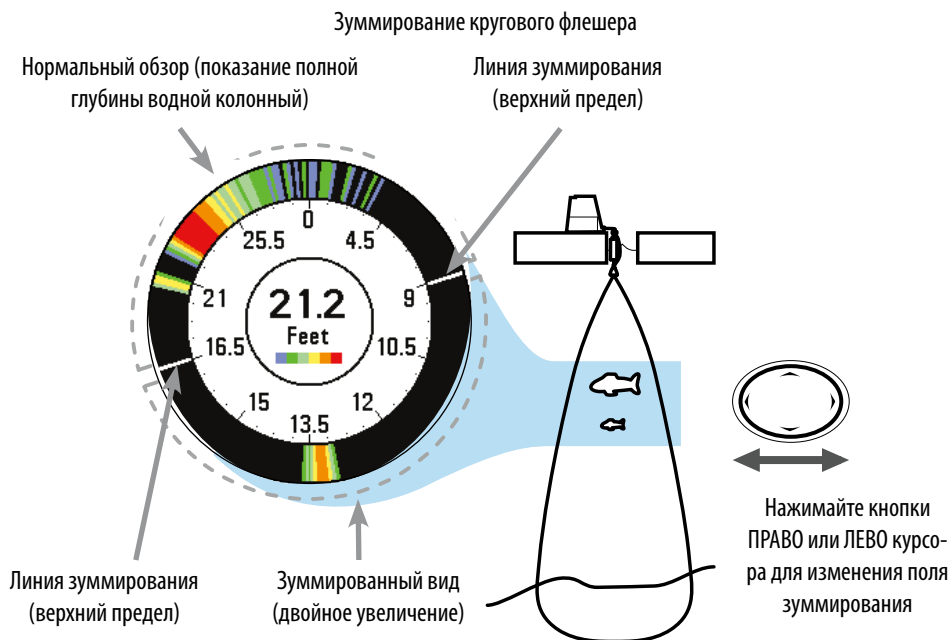 Зуммирование кругового флешера
Нормальный обзор (показание полной
глубины водной колонный)
Линия зуммирования
(верхний предел)
0
25.5
4.5
21
9
21.2
Feet
16.5
10.5
15
12
13.5
Нажимайте кнопки
ПРАВО или ЛЕВО курсо-
ра для изменения поля
зуммирования
Линия зуммирования
(верхний предел)
Зуммированный вид
(двойное увеличение)